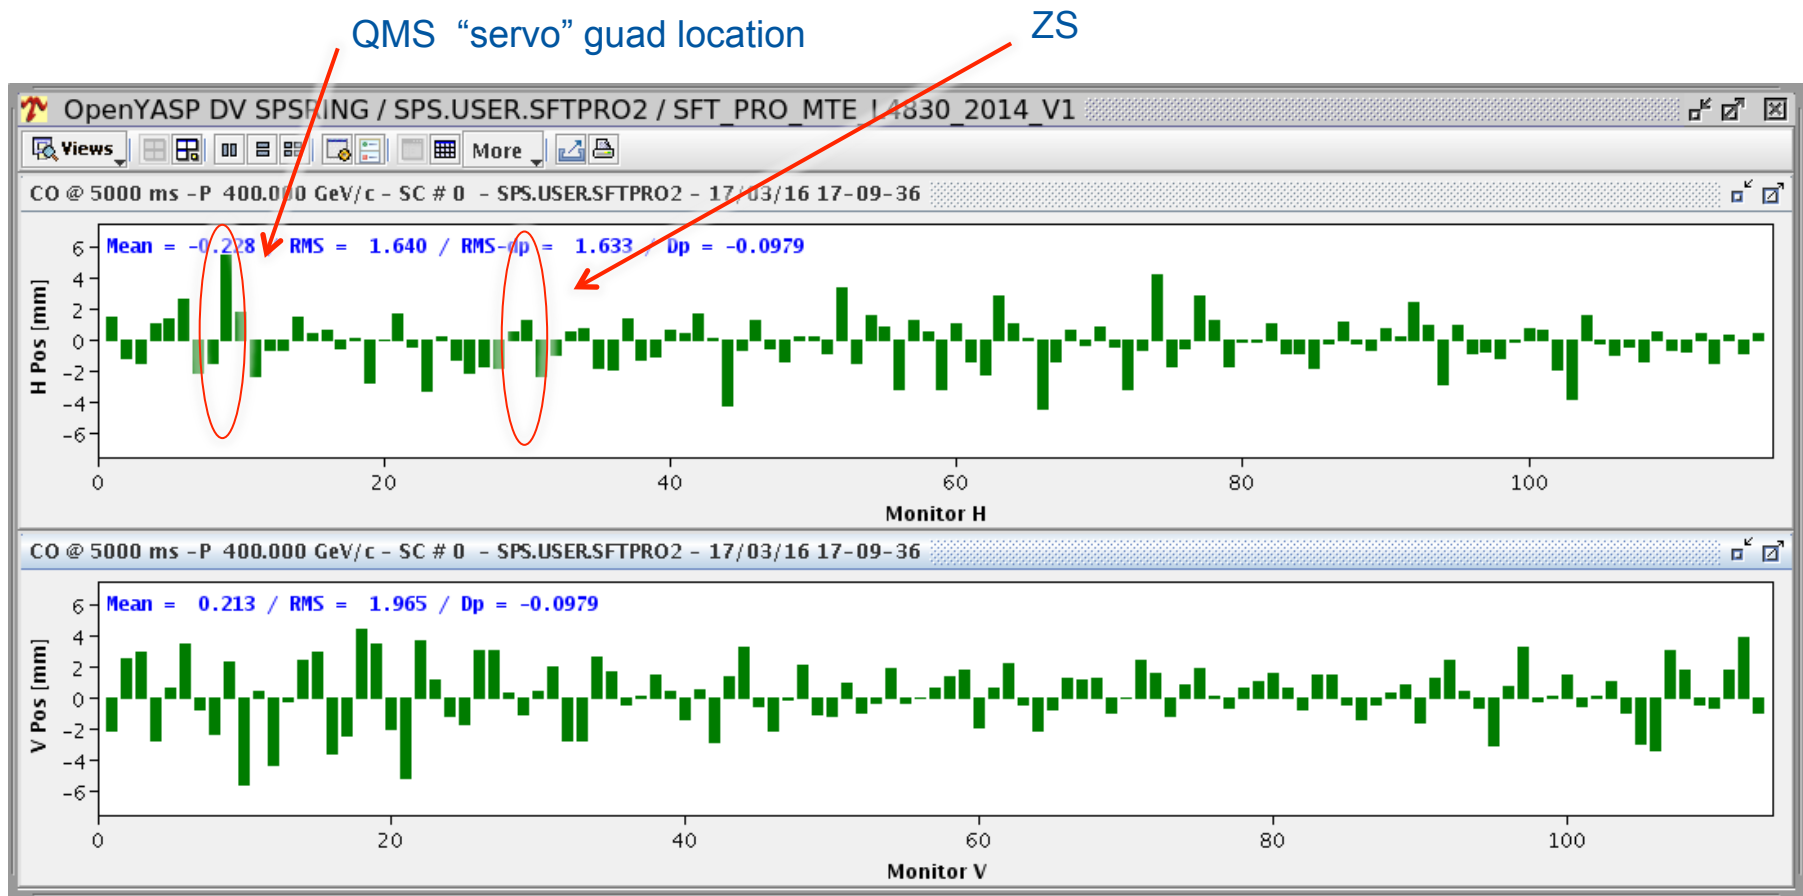 QMS “servo” guad location
ZS
OpenYASP DV SPSRING / SPS.USER.SFTPRO2 / SFT_PRO_MTE_L4830_2014_V1
Views
More
CO @ 5000 ms -P 400.000 GeV/c - SC # 0 - SPS.USER.SFTPRO2 - 17/03/16 17-09-36
Mean = -0.228 / RMS = 1.640 / RMS-dp = 1.633 / Dp = -0.0979
H Pos [mm]
6
4
2
0
-2
-4
-6
0 20 40 60 80 100
Monitor H
CO @ 5000 ms -P 400.000 GeV/c - SC # 0 - SPS.USER.SFTPRO2 - 17/03/16 17-09-36
Mean = 0.213 / RMS = 1.965 / Dp = -0.0979
V Pos [mm]
6
4
2
0
-2
-4
-6
0 20 40 60 80 100
Monitor V